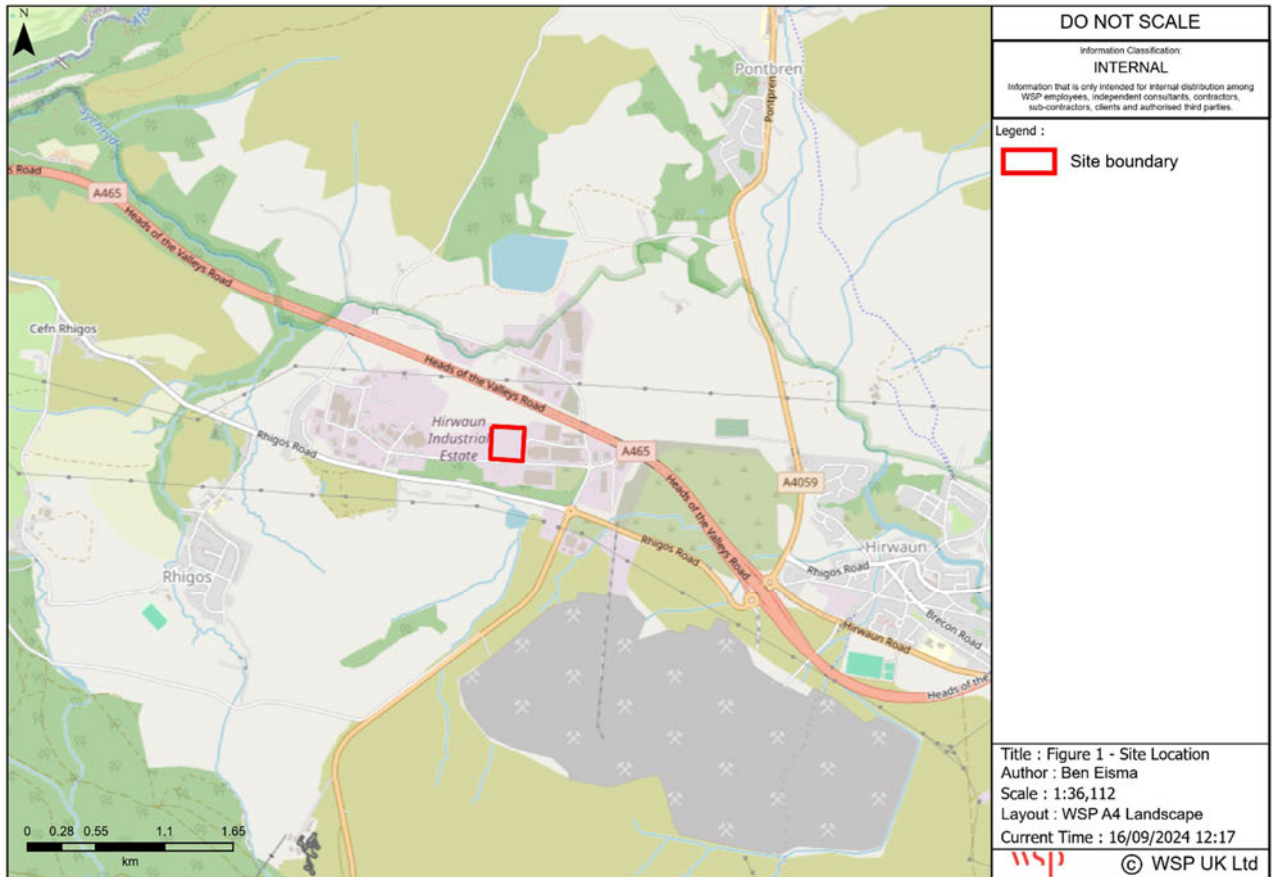 N
Pontbren
Pontpren
Sychryd
s Road
A465
Heads of the Valleys Road
Cefn Rhigos
Rhigos Road
Heads of the Valleys Road
Hirwaun
Industrial
Estate
A465
A4059
Heads of the Valleys Road
Rhigos Road
Hirwaun
Rhigos Road
Rhigos
Brecon Road
Hirwaun Road
Heads of the
0 0.28 0.55 1.1 1.65
km
DO NOT SCALE
Information Classification:
INTERNAL
Information that is only intended for internal distribution among
WSP employees, independent consultants, contractors,
sub-contractors, clients and authorised third parties.
Legend :
Site boundary
Title : Figure 1 - Site Location
Author : Ben Eisma
Scale : 1:36,112
Layout : WSP A4 Landscape
Current Time : 16/09/2024 12:17
wsp
© WSP UK Ltd